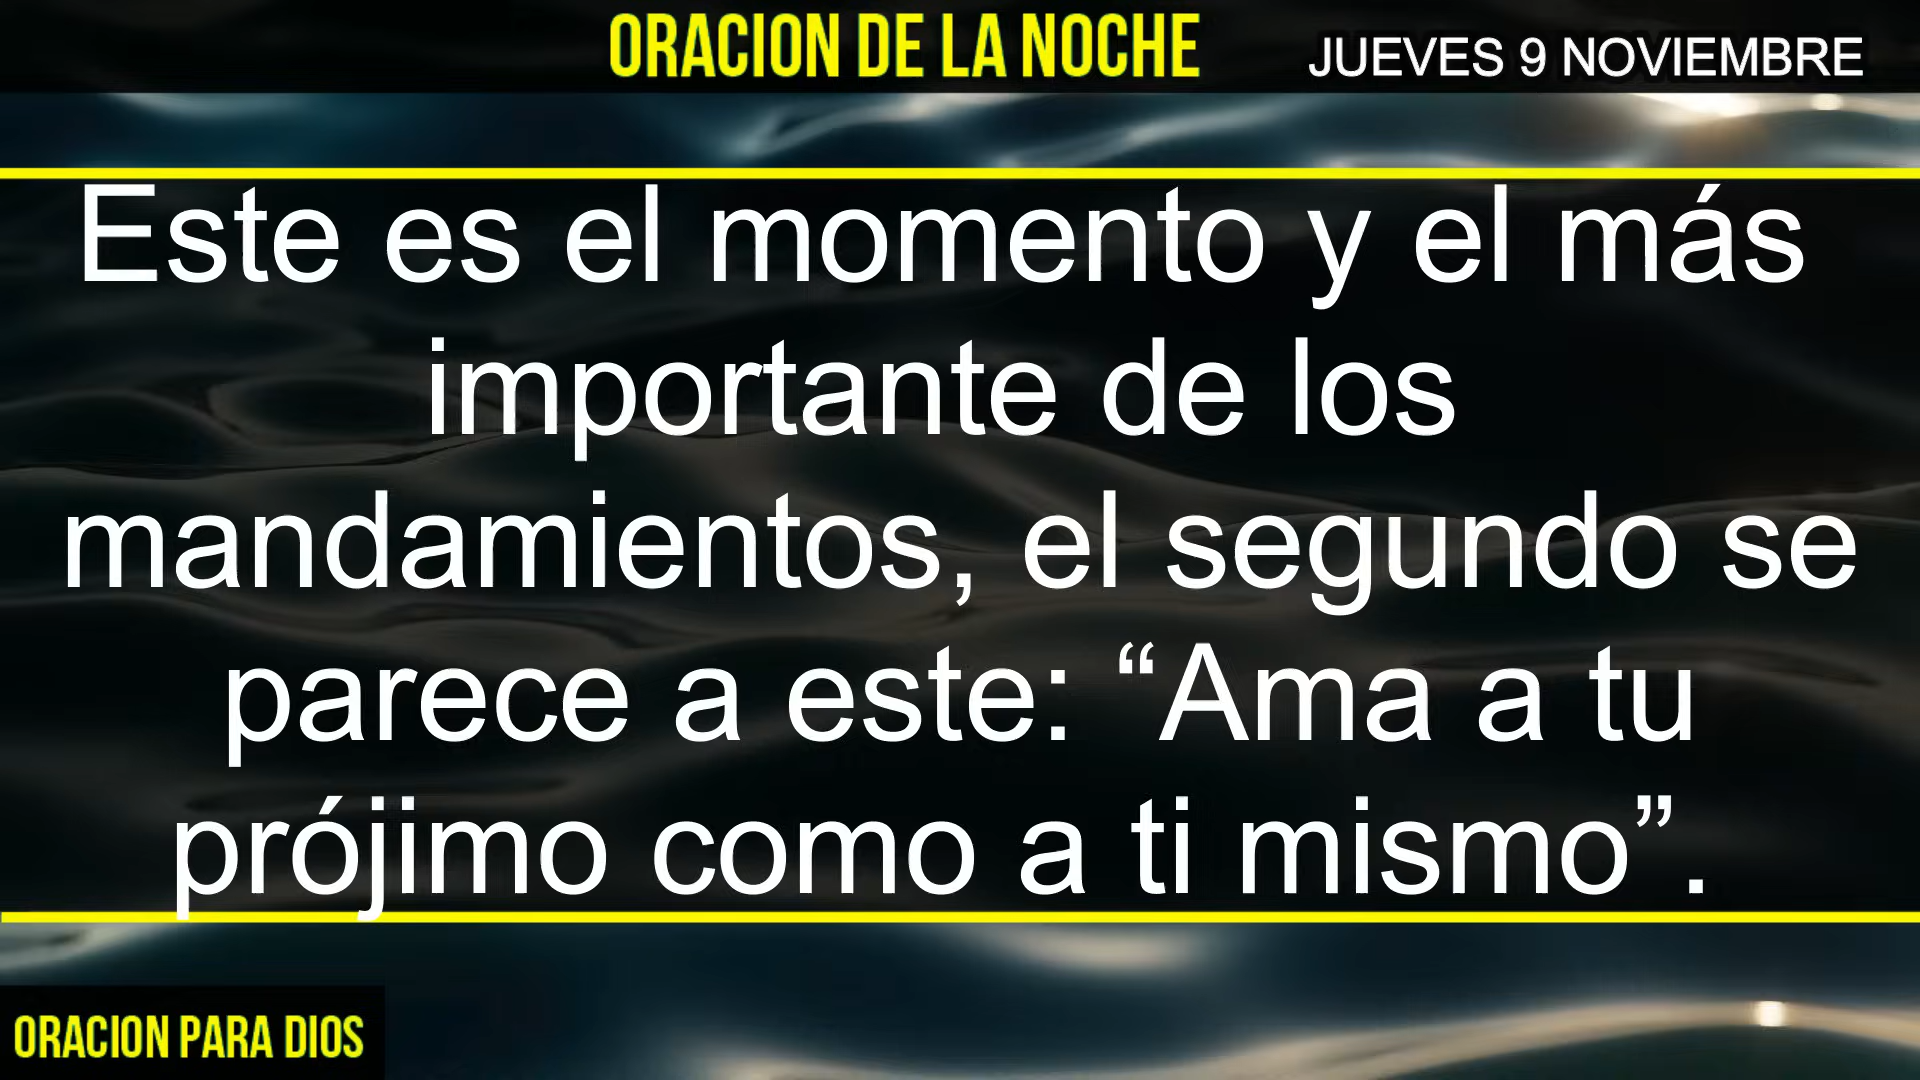 ORACION DE LA NOCHE
JUEVES 9 NOVIEMBRE
Este es el momento y el más
importante de los
mandamientos, el segundo se
parece a este: “Ama a tu
prójimo como a ti mismo”.
ORACION PARA DIOS